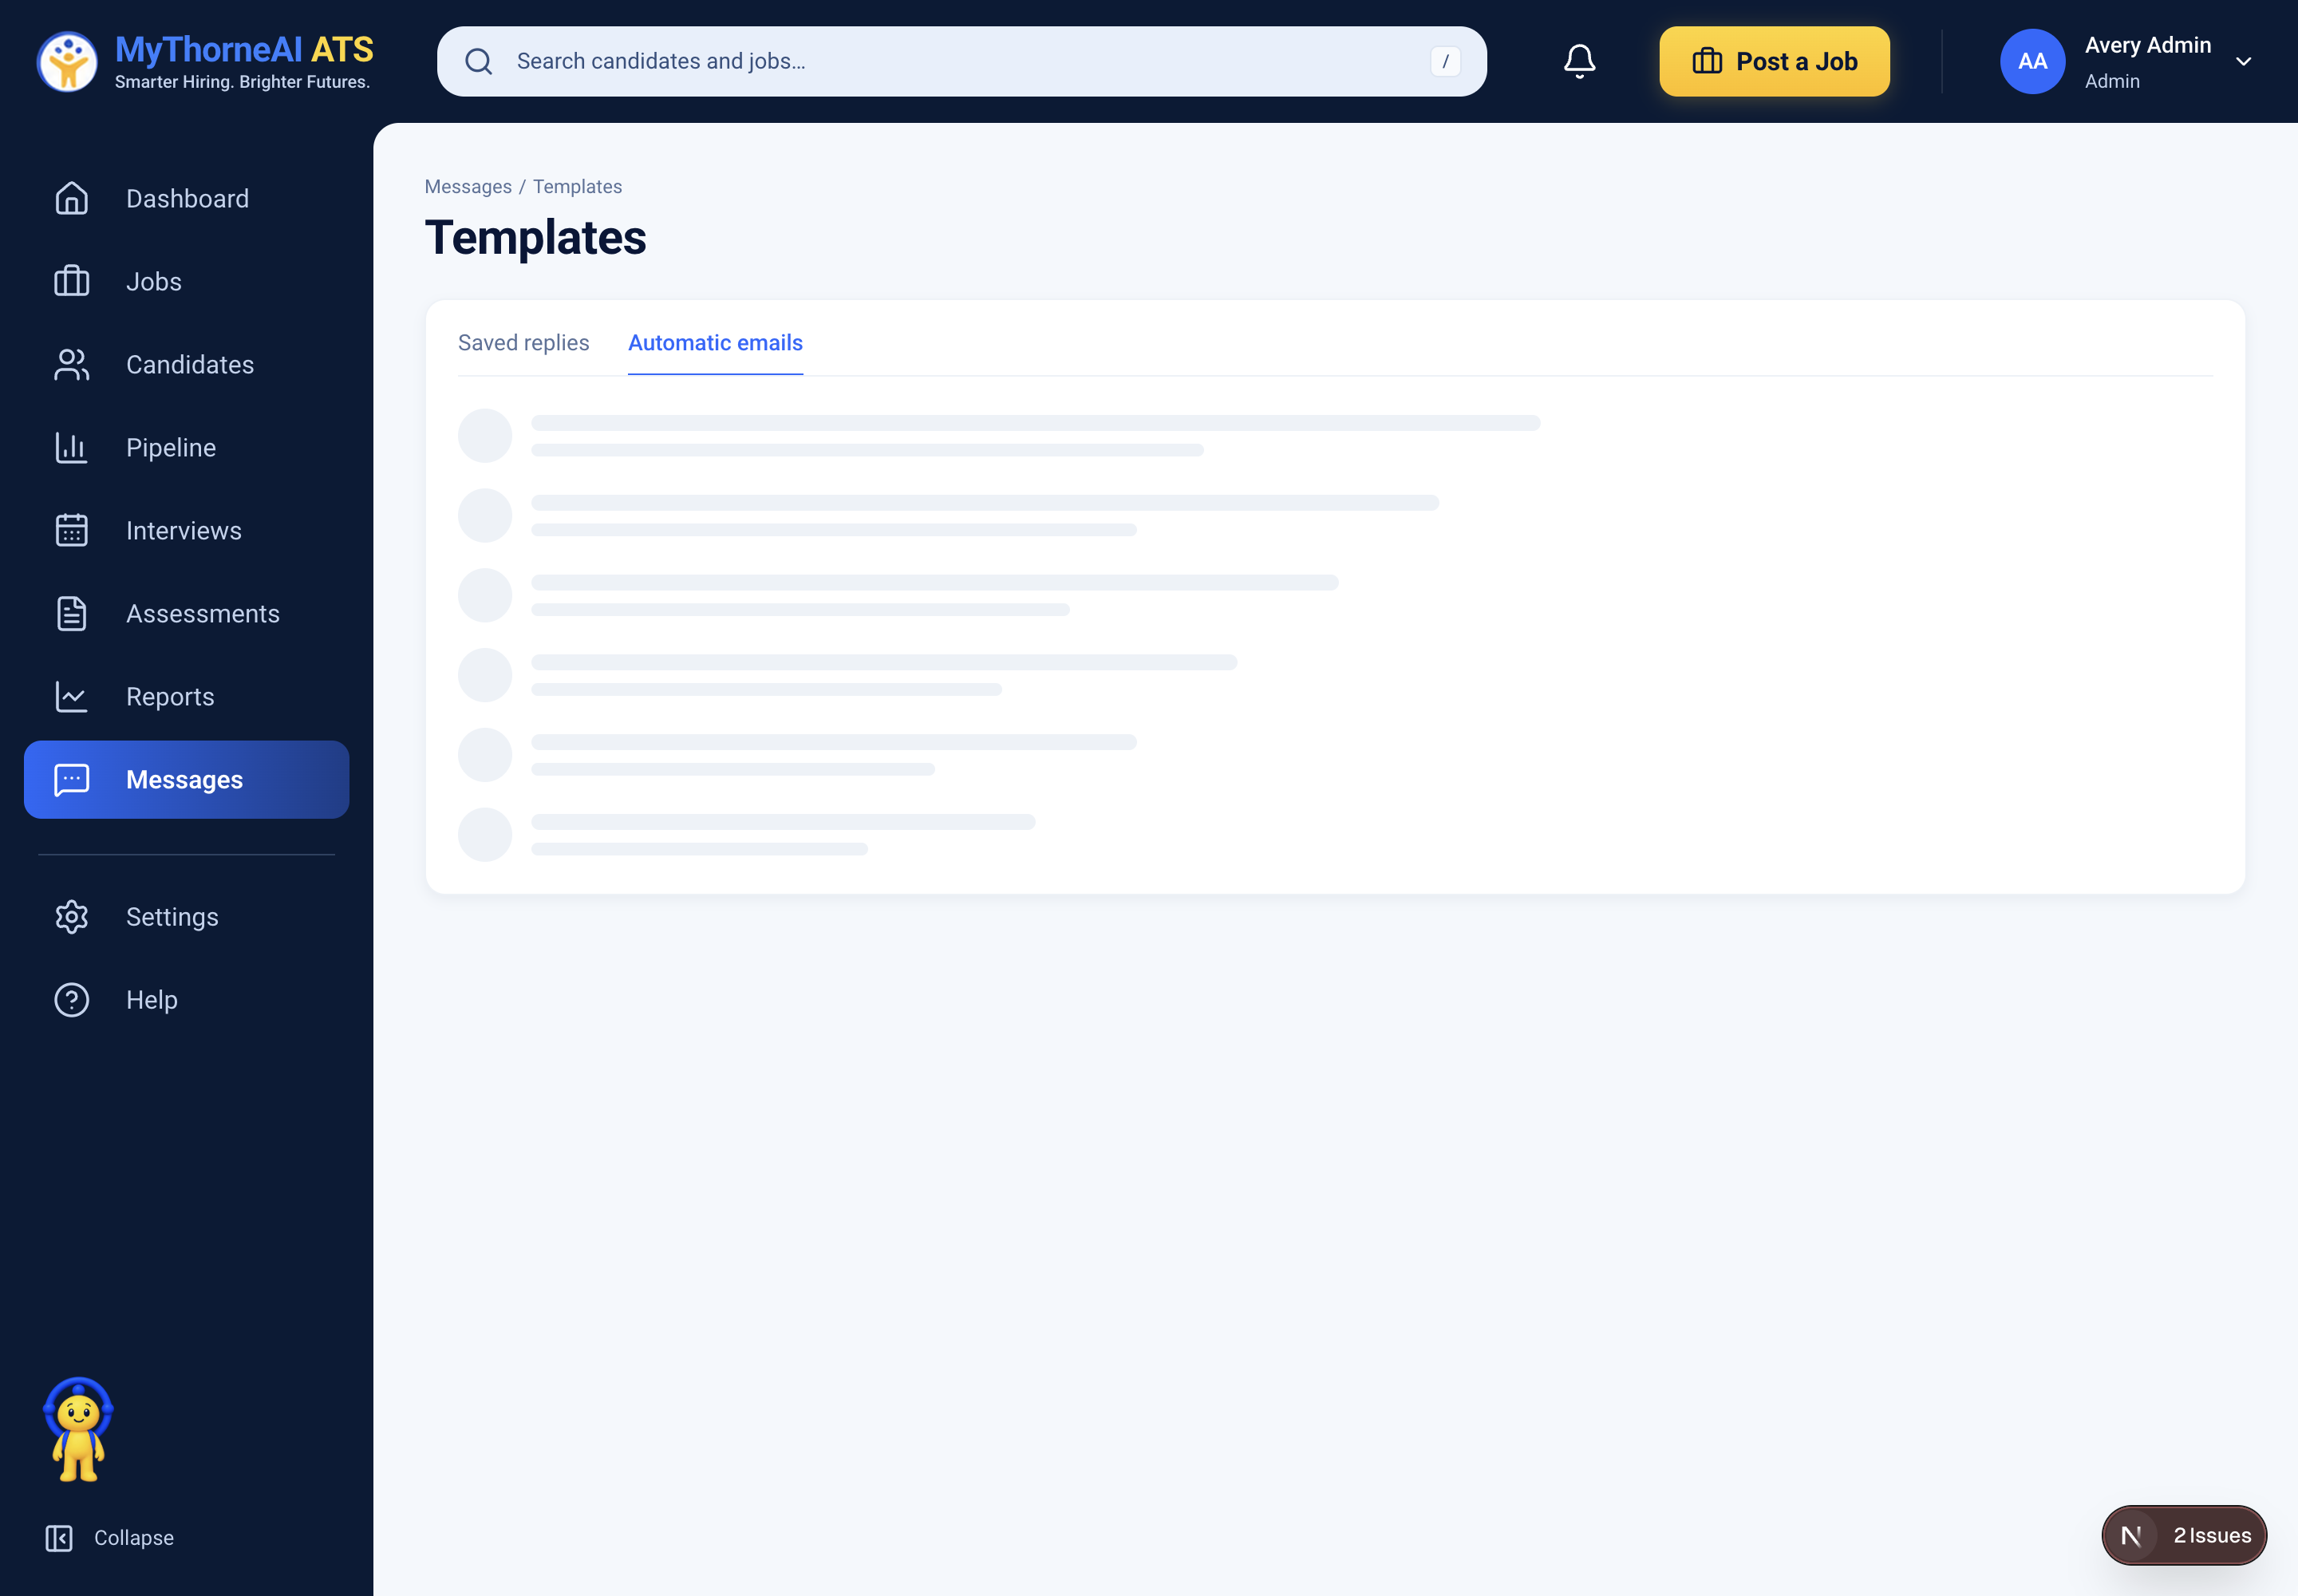 MyThorneAI ATS
Smarter Hiring. Brighter Futures.
Search candidates and jobs...
/
Post a Job
AA
Avery Admin
Admin
Dashboard
Jobs
Candidates
Pipeline
Interviews
Assessments
Reports
Messages
Settings
Help
Collapse
Messages / Templates
Templates
Saved replies
Automatic emails
N
2 Issues